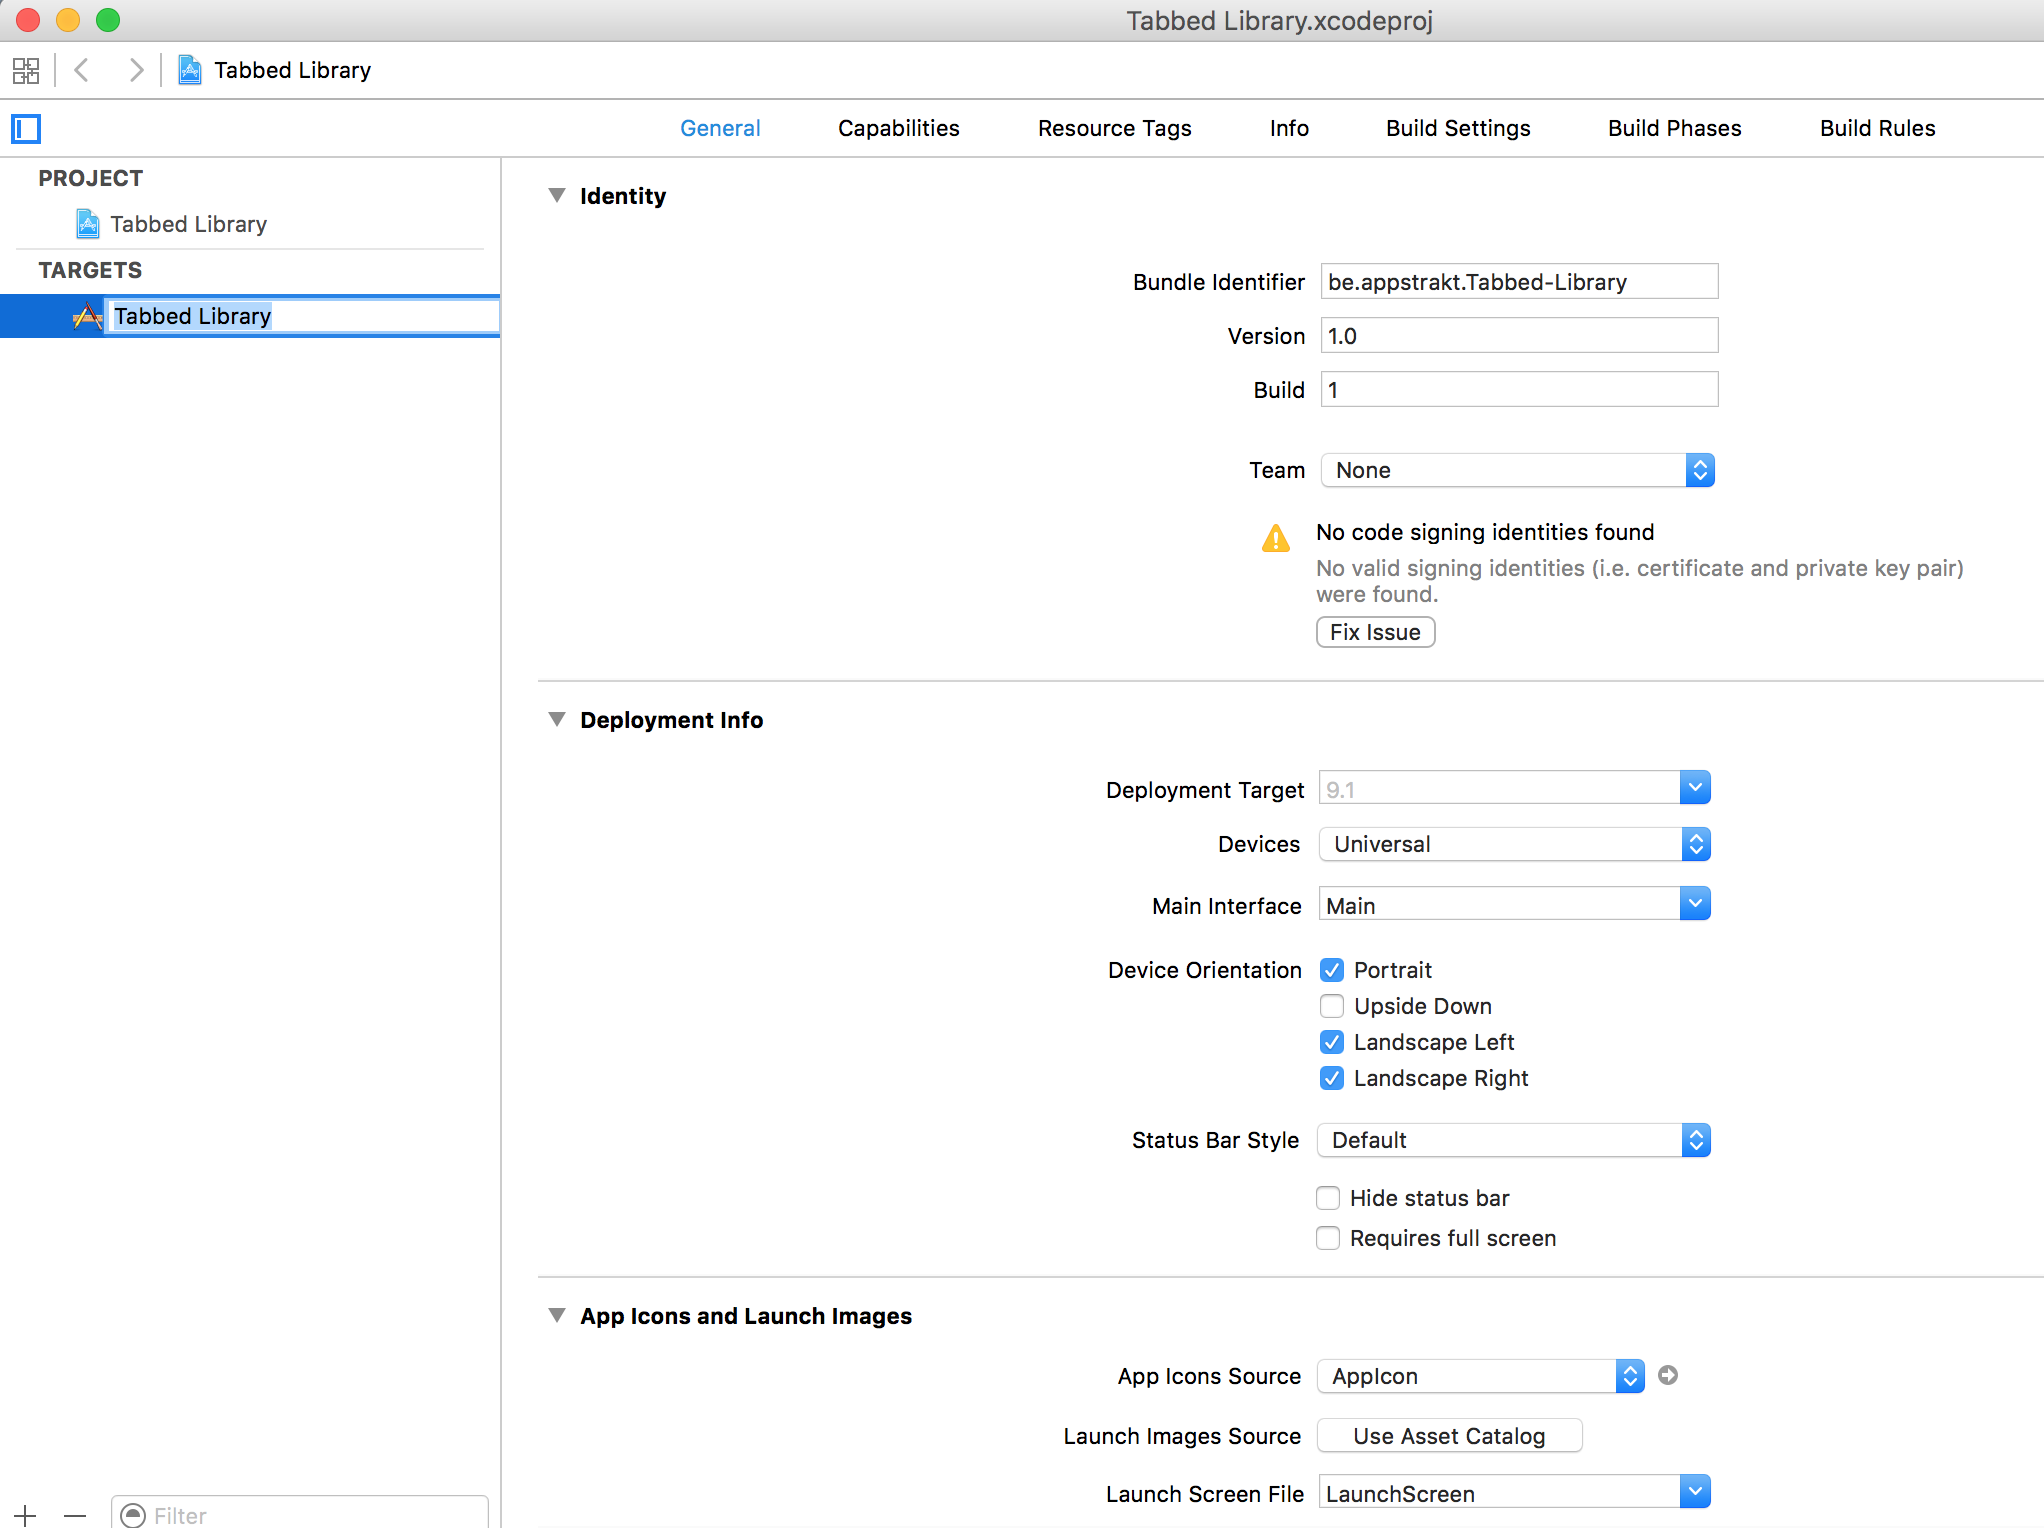 Tabbed Library.xcodeproj
Tabbed Library
General Capabilities Resource Tags Info Build Settings Build Phases Build Rules
PROJECT
Tabbed Library
TARGETS
Tabbed Library
Filter
Identity
Bundle Identifier be.appstrakt.Tabbed-Library
Version 1.0
Build 1
Team None
No code signing identities found
No valid signing identities (i.e. certificate and private key pair)
were found.
Fix Issue
Deployment Info
Deployment Target 9.1
Devices Universal
Main Interface Main
Device Orientation Portrait
Upside Down
Landscape Left
Landscape Right
Status Bar Style Default
Hide status bar
Requires full screen
App Icons and Launch Images
App Icons Source AppIcon
Launch Images Source Use Asset Catalog
Launch Screen File LaunchScreen